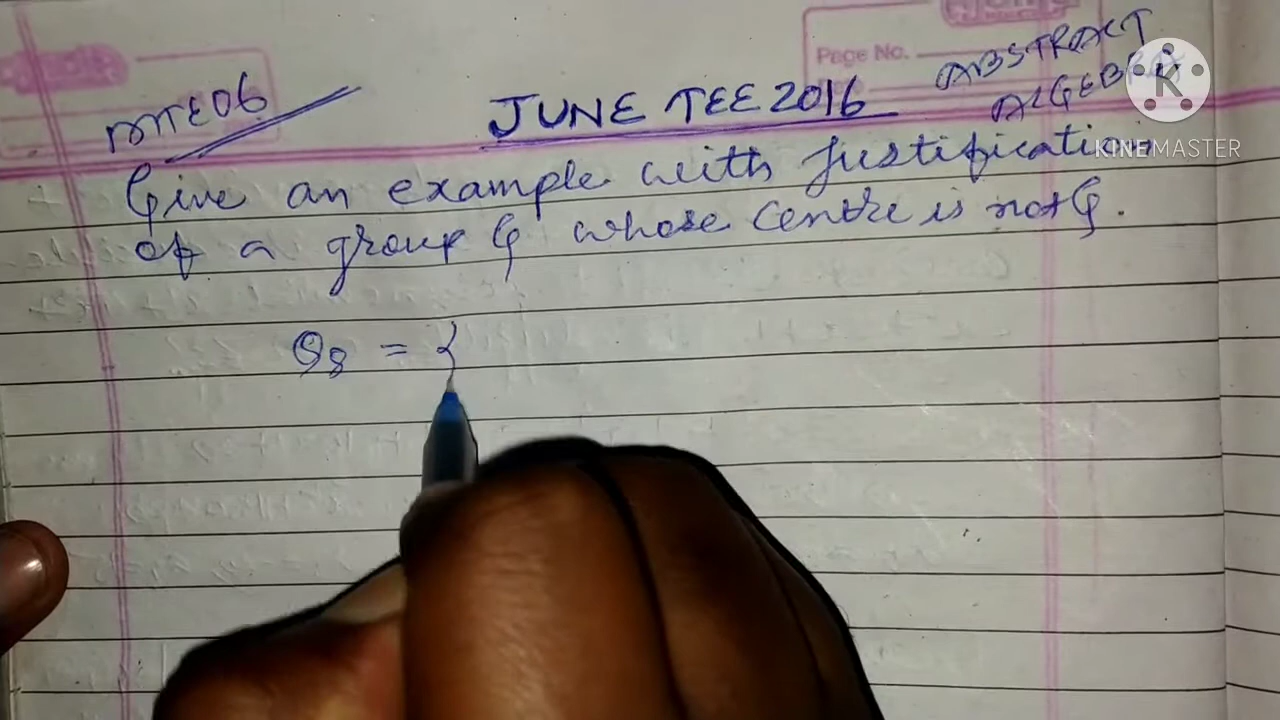 Page No.
ABSTRACT
ALGEBRA
MTE06
JUNE TEE 2016
K
KINEMASTER
Give an example with justification
of a group G whose centre is not G.
Q8 = {